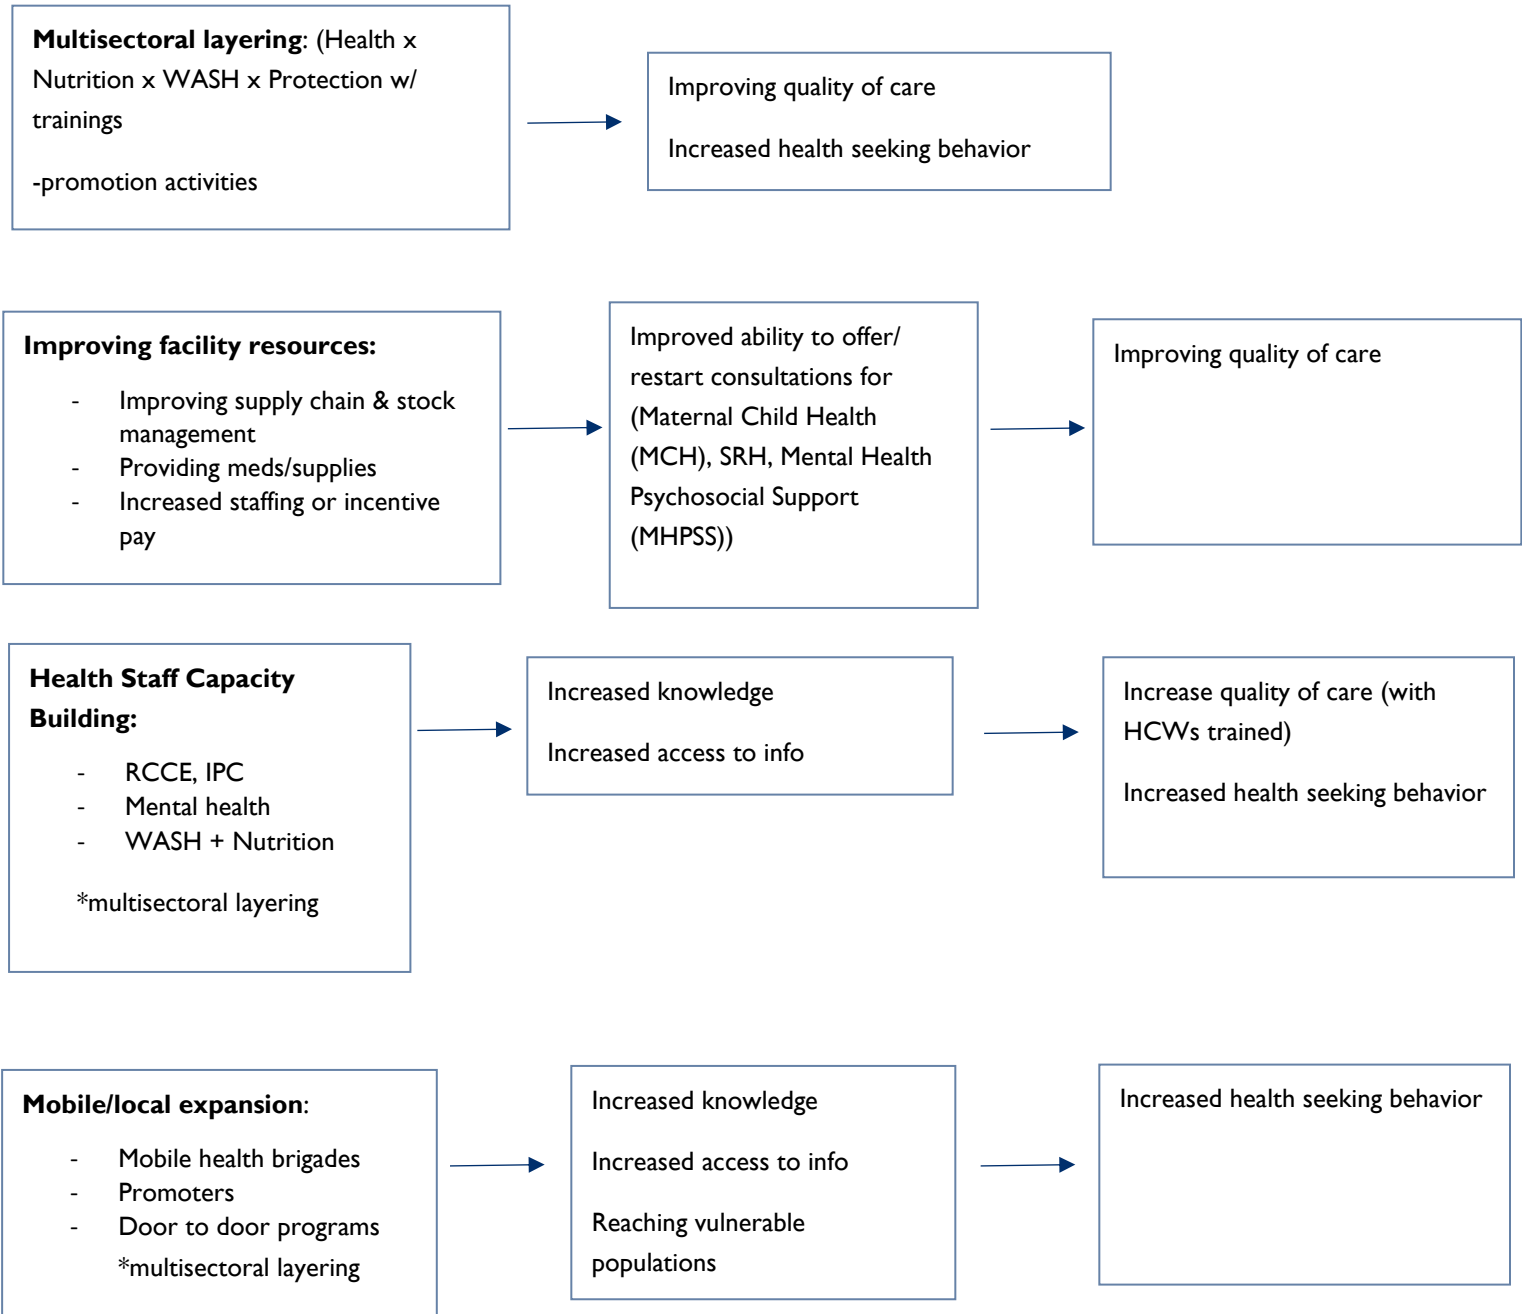 Multisectoral layering: (Health x
Nutrition x WASH x Protection w/
trainings
-promotion activities
Improving quality of care
Increased health seeking behavior
Improving facility resources:
- Improving supply chain & stock
management
- Providing meds/supplies
- Increased staffing or incentive
pay
Improved ability to offer/
restart consultations for
(Maternal Child Health
(MCH), SRH, Mental Health
Psychosocial Support
(MHPSS))
Improving quality of care
Health Staff Capacity
Building:
- RCCE, IPC
- Mental health
- WASH + Nutrition
*multisectoral layering
Increased knowledge
Increased access to info
Increase quality of care (with
HCWs trained)
Increased health seeking behavior
Mobile/local expansion:
- Mobile health brigades
- Promoters
- Door to door programs
*multisectoral layering
Increased knowledge
Increased access to info
Reaching vulnerable
populations
Increased health seeking behavior